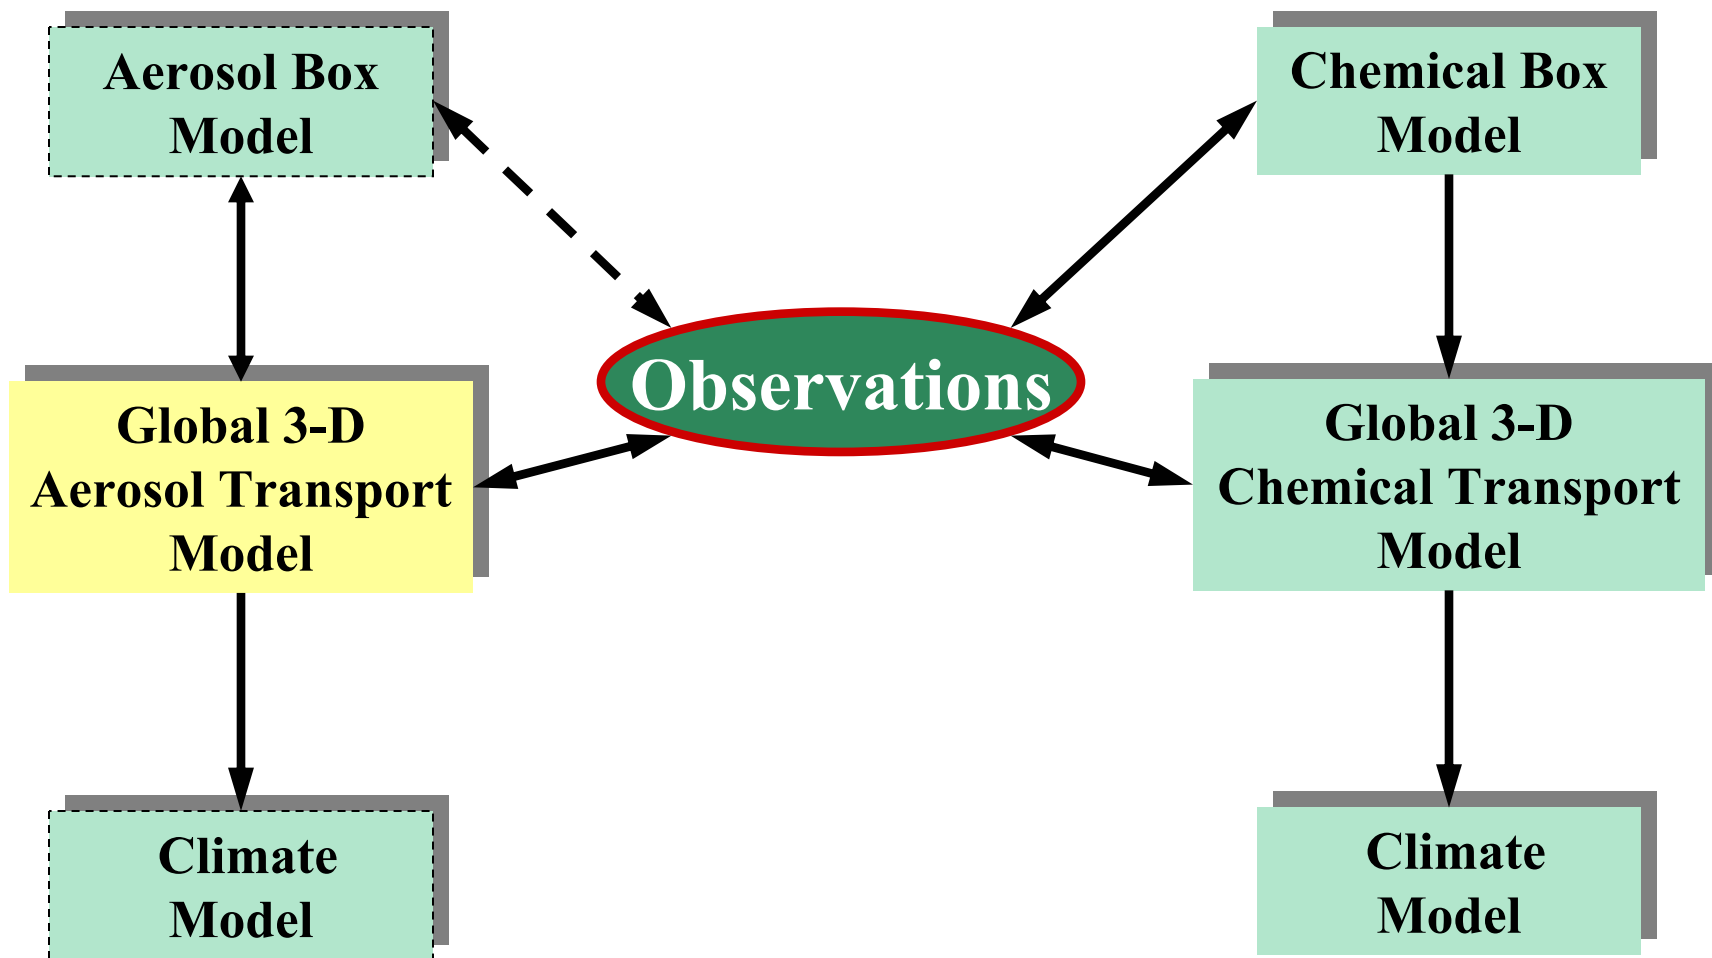 Aerosol Box
Model
Chemical Box
Model
Observations
Global 3-D
Aerosol Transport
Model
Global 3-D
Chemical Transport
Model
Climate
Model
Climate
Model